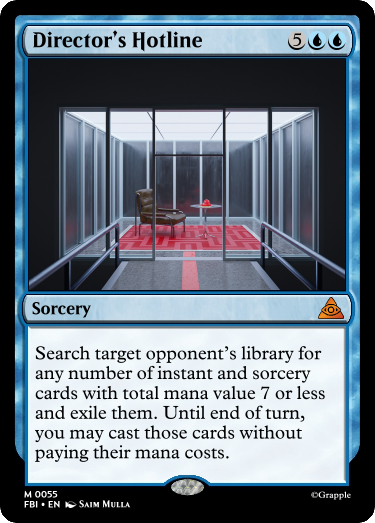 Director's Hotline 5
Sorcery
Search target opponent's library for
any number of instant and sorcery
cards with total mana value 7 or less
and exile them. Until end of turn,
you may cast those cards without
paying their mana costs.
M 0055
FBI • EN Saim Mulla
©Grapple